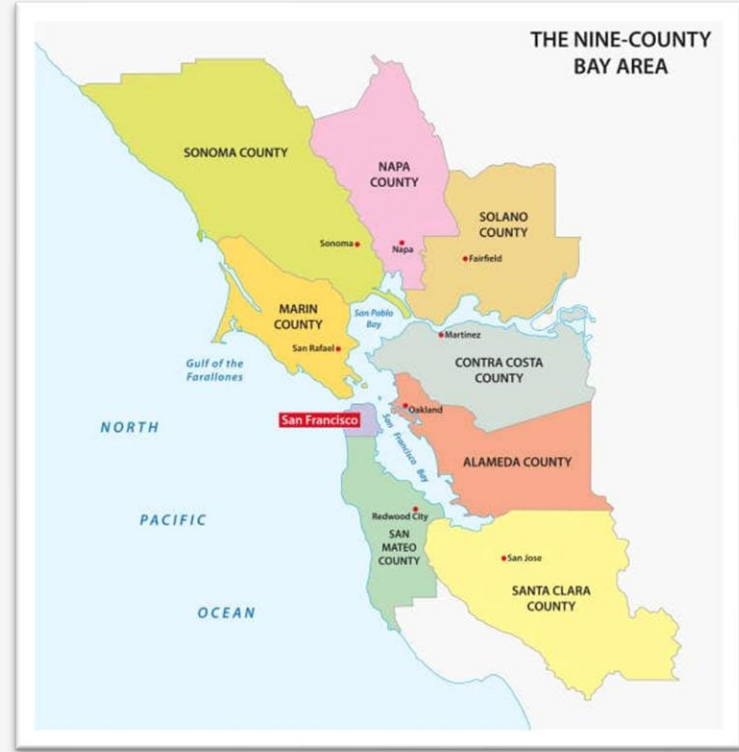 THE NINE-COUNTY
BAY AREA
SONOMA COUNTY
NAPA
COUNTY
SOLANO
COUNTY
Sonoma
Napa
Fairfield
MARIN
COUNTY
San Pablo
Bay
San Rafael
Martinez
CONTRA COSTA
COUNTY
Gulf of the
Farallones
Oakland
San Francisco
NORTH
San Francisco Bay
ALAMEDA COUNTY
PACIFIC
Redwood City
SAN
MATEO
COUNTY
San Jose
SANTA CLARA
COUNTY
OCEAN